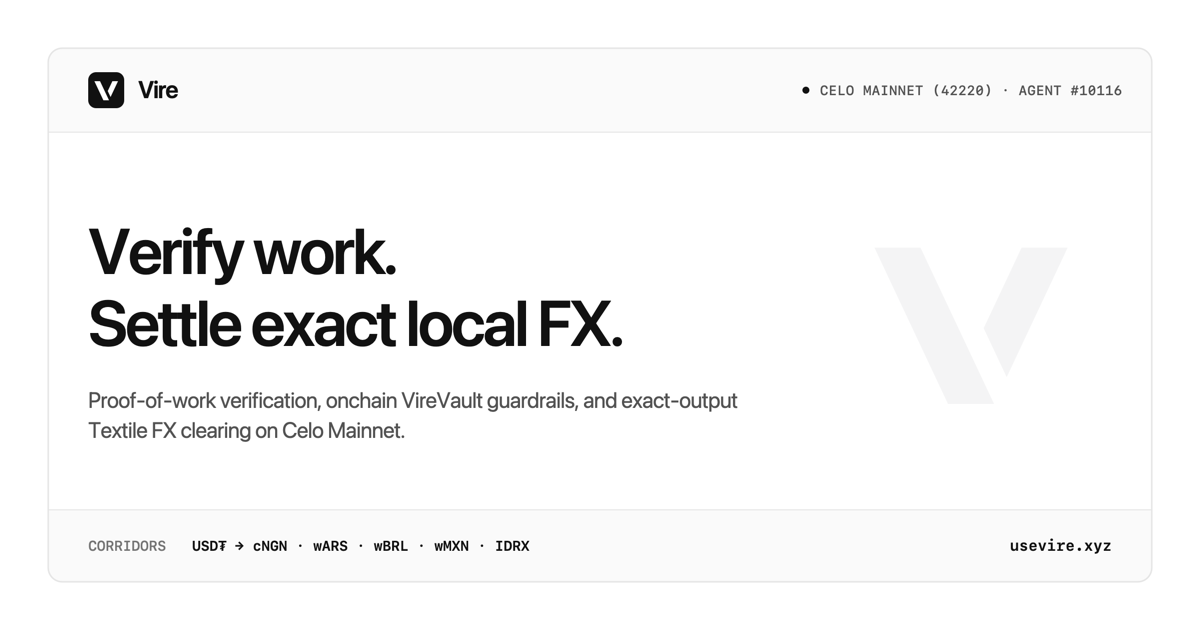 Vire
● CELO MAINNET (42220) · AGENT #10116
Verify work.
Settle exact local FX.
Proof-of-work verification, onchain VireVault guardrails, and exact-output
Textile FX clearing on Celo Mainnet.
CORRIDORS USD₮ → cNGN · wARS · wBRL · wMXN · IDRX
usevire.xyz